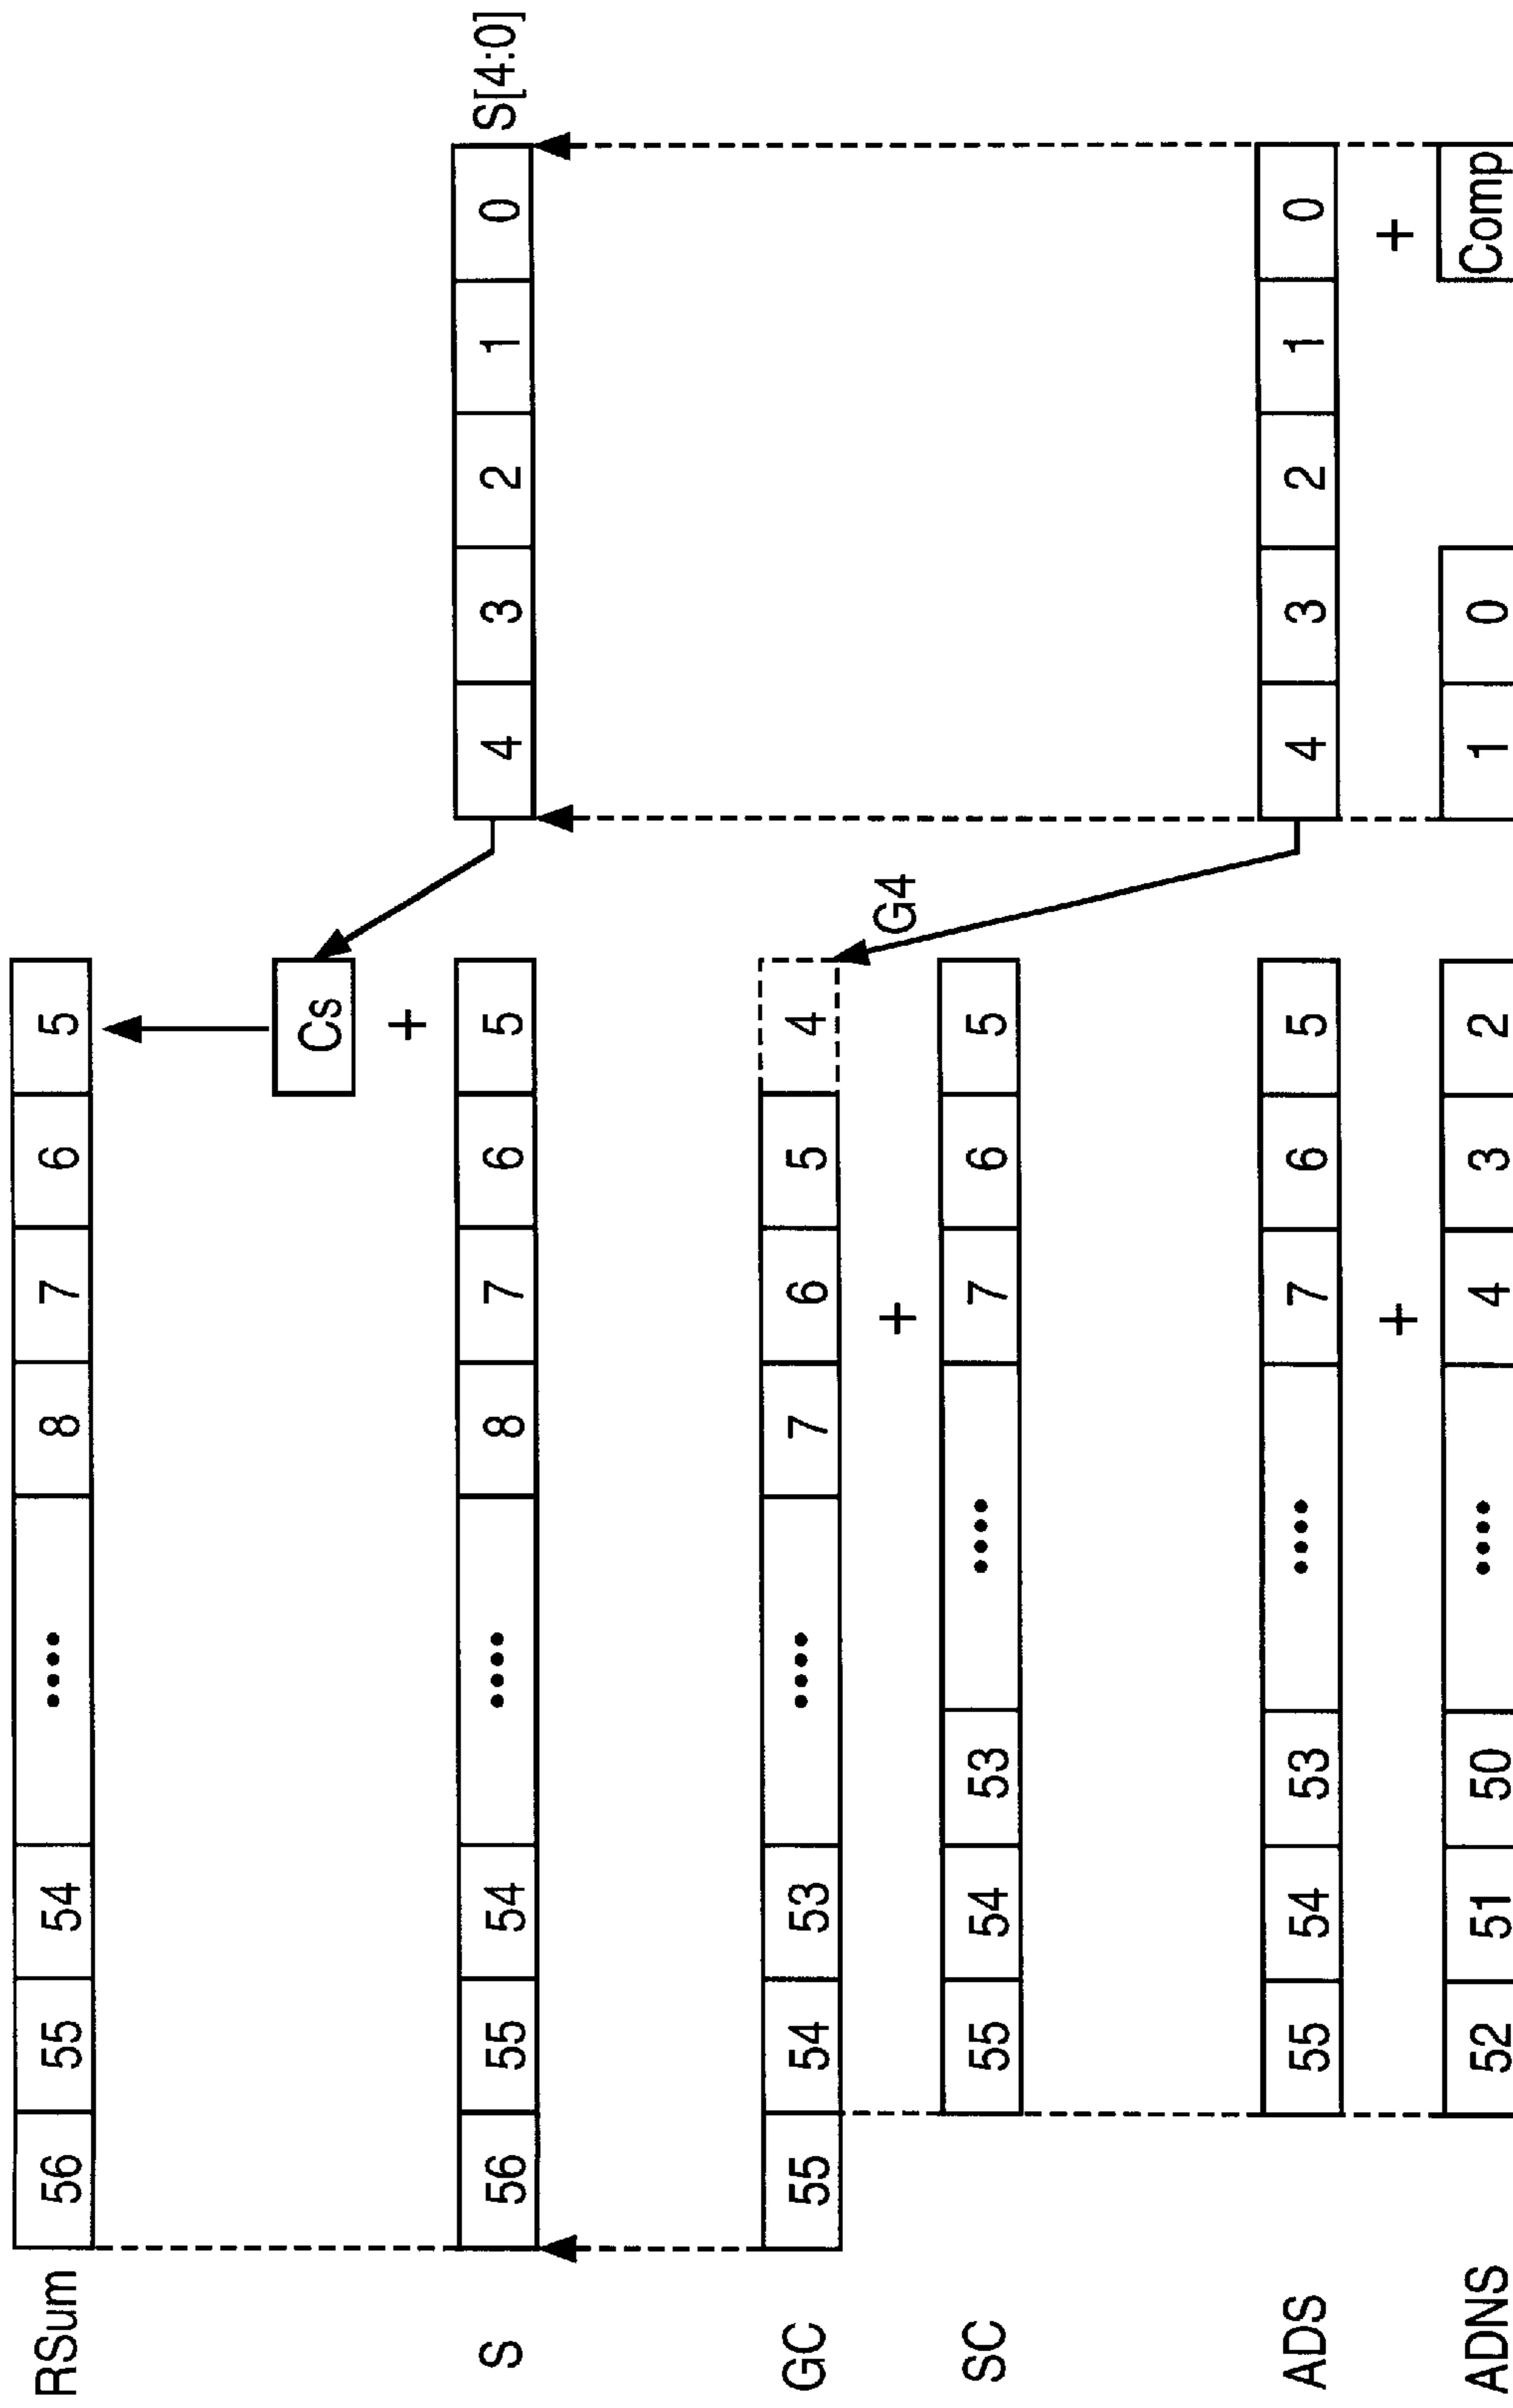 RSum 56 55 54 •••• 8 7 6 5
Cs
+
S 56 55 54 •••• 8 7 6 5 4 3 2 1 0 S[4:0]
GC 55 54 53 •••• 7 6 5 4
G4
+
SC 55 54 53 •••• 7 6 5
ADS 55 54 53 •••• 7 6 5 4 3 2 1 0
+ +
ADNS 52 51 50 •••• 4 3 2 1 0 Comp